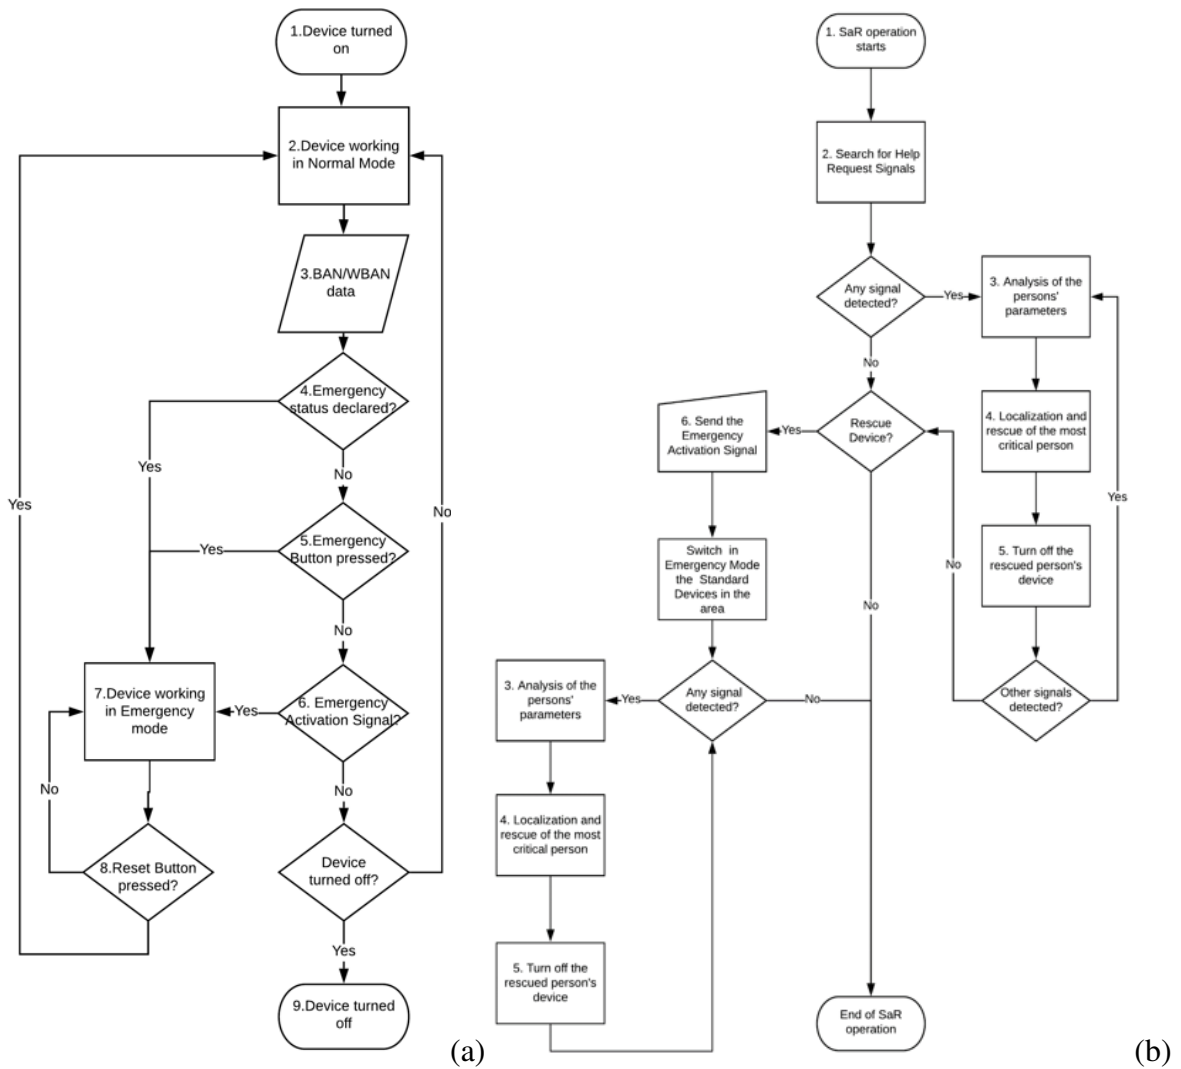 1.Device turned
on
2.Device working
in Normal Mode
3.BAN/WBAN
data
4.Emergency
status declared?
Yes
No
Yes
No
5.Emergency
Button pressed?
Yes
No
7.Device working
in Emergency
mode
6. Emergency
Activation Signal?
Yes
No
No
8.Reset Button
pressed?
Device
turned off?
Yes
9.Device turned
off
(a)
1. SaR operation
starts
2. Search for Help
Request Signals
Any signal
detected?
Yes
3. Analysis of the
persons'
parameters
No
6. Send the
Emergency
Activation Signal
Yes
Rescue
Device?
4. Localization and
rescue of the most
critical person
Yes
Switch in
Emergency Mode
the Standard
Devices in the
area
No
No
5. Turn off the
rescued person's
device
3. Analysis of the
persons'
parameters
Yes
Any signal
detected?
No
Other signals
detected?
4. Localization and
rescue of the most
critical person
5. Turn off the
rescued person's
device
End of SaR
operation
(b)